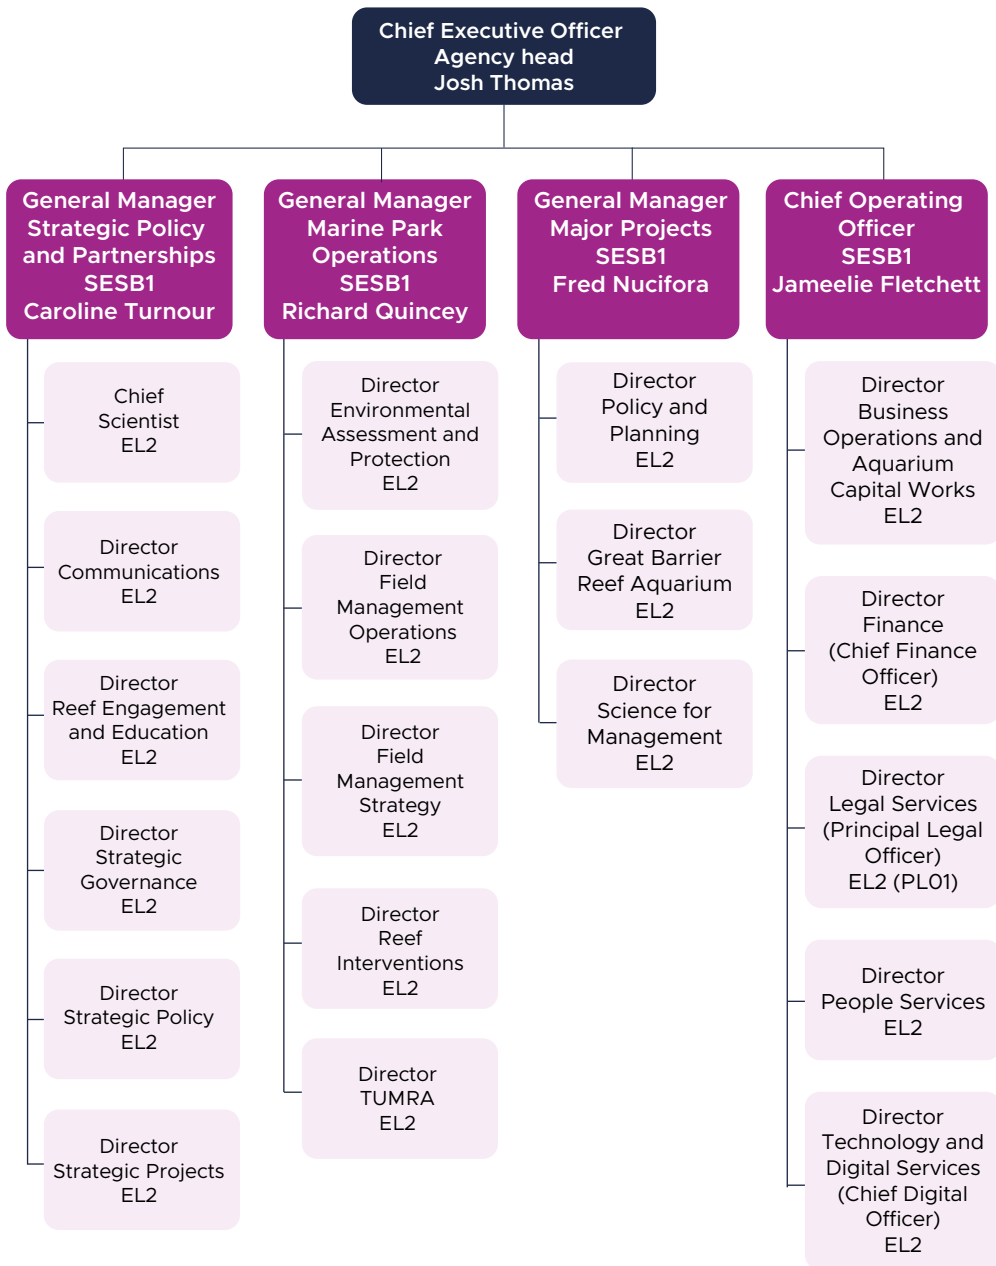 Chief Executive Officer
Agency head
Josh Thomas
General Manager
Strategic Policy
and Partnerships
SESB1
Caroline Turnour
Chief
Scientist
EL2
Director
Communications
EL2
Director
Reef Engagement
and Education
EL2
Director
Strategic
Governance
EL2
Director
Strategic Policy
EL2
Director
Strategic Projects
EL2
General Manager
Marine Park
Operations
SESB1
Richard Quincey
Director
Environmental
Assessment and
Protection
EL2
Director
Field
Management
Operations
EL2
Director
Field
Management
Strategy
EL2
Director
Reef
Interventions
EL2
Director
TUMRA
EL2
General Manager
Major Projects
SESB1
Fred Nucifora
Director
Policy and
Planning
EL2
Director
Great Barrier
Reef Aquarium
EL2
Director
Science for
Management
EL2
Chief Operating
Officer
SESB1
Jameelie Fletchett
Director
Business
Operations and
Aquarium
Capital Works
EL2
Director
Finance
(Chief Finance
Officer)
EL2
Director
Legal Services
(Principal Legal
Officer)
EL2 (PL01)
Director
People Services
EL2
Director
Technology and
Digital Services
(Chief Digital
Officer)
EL2